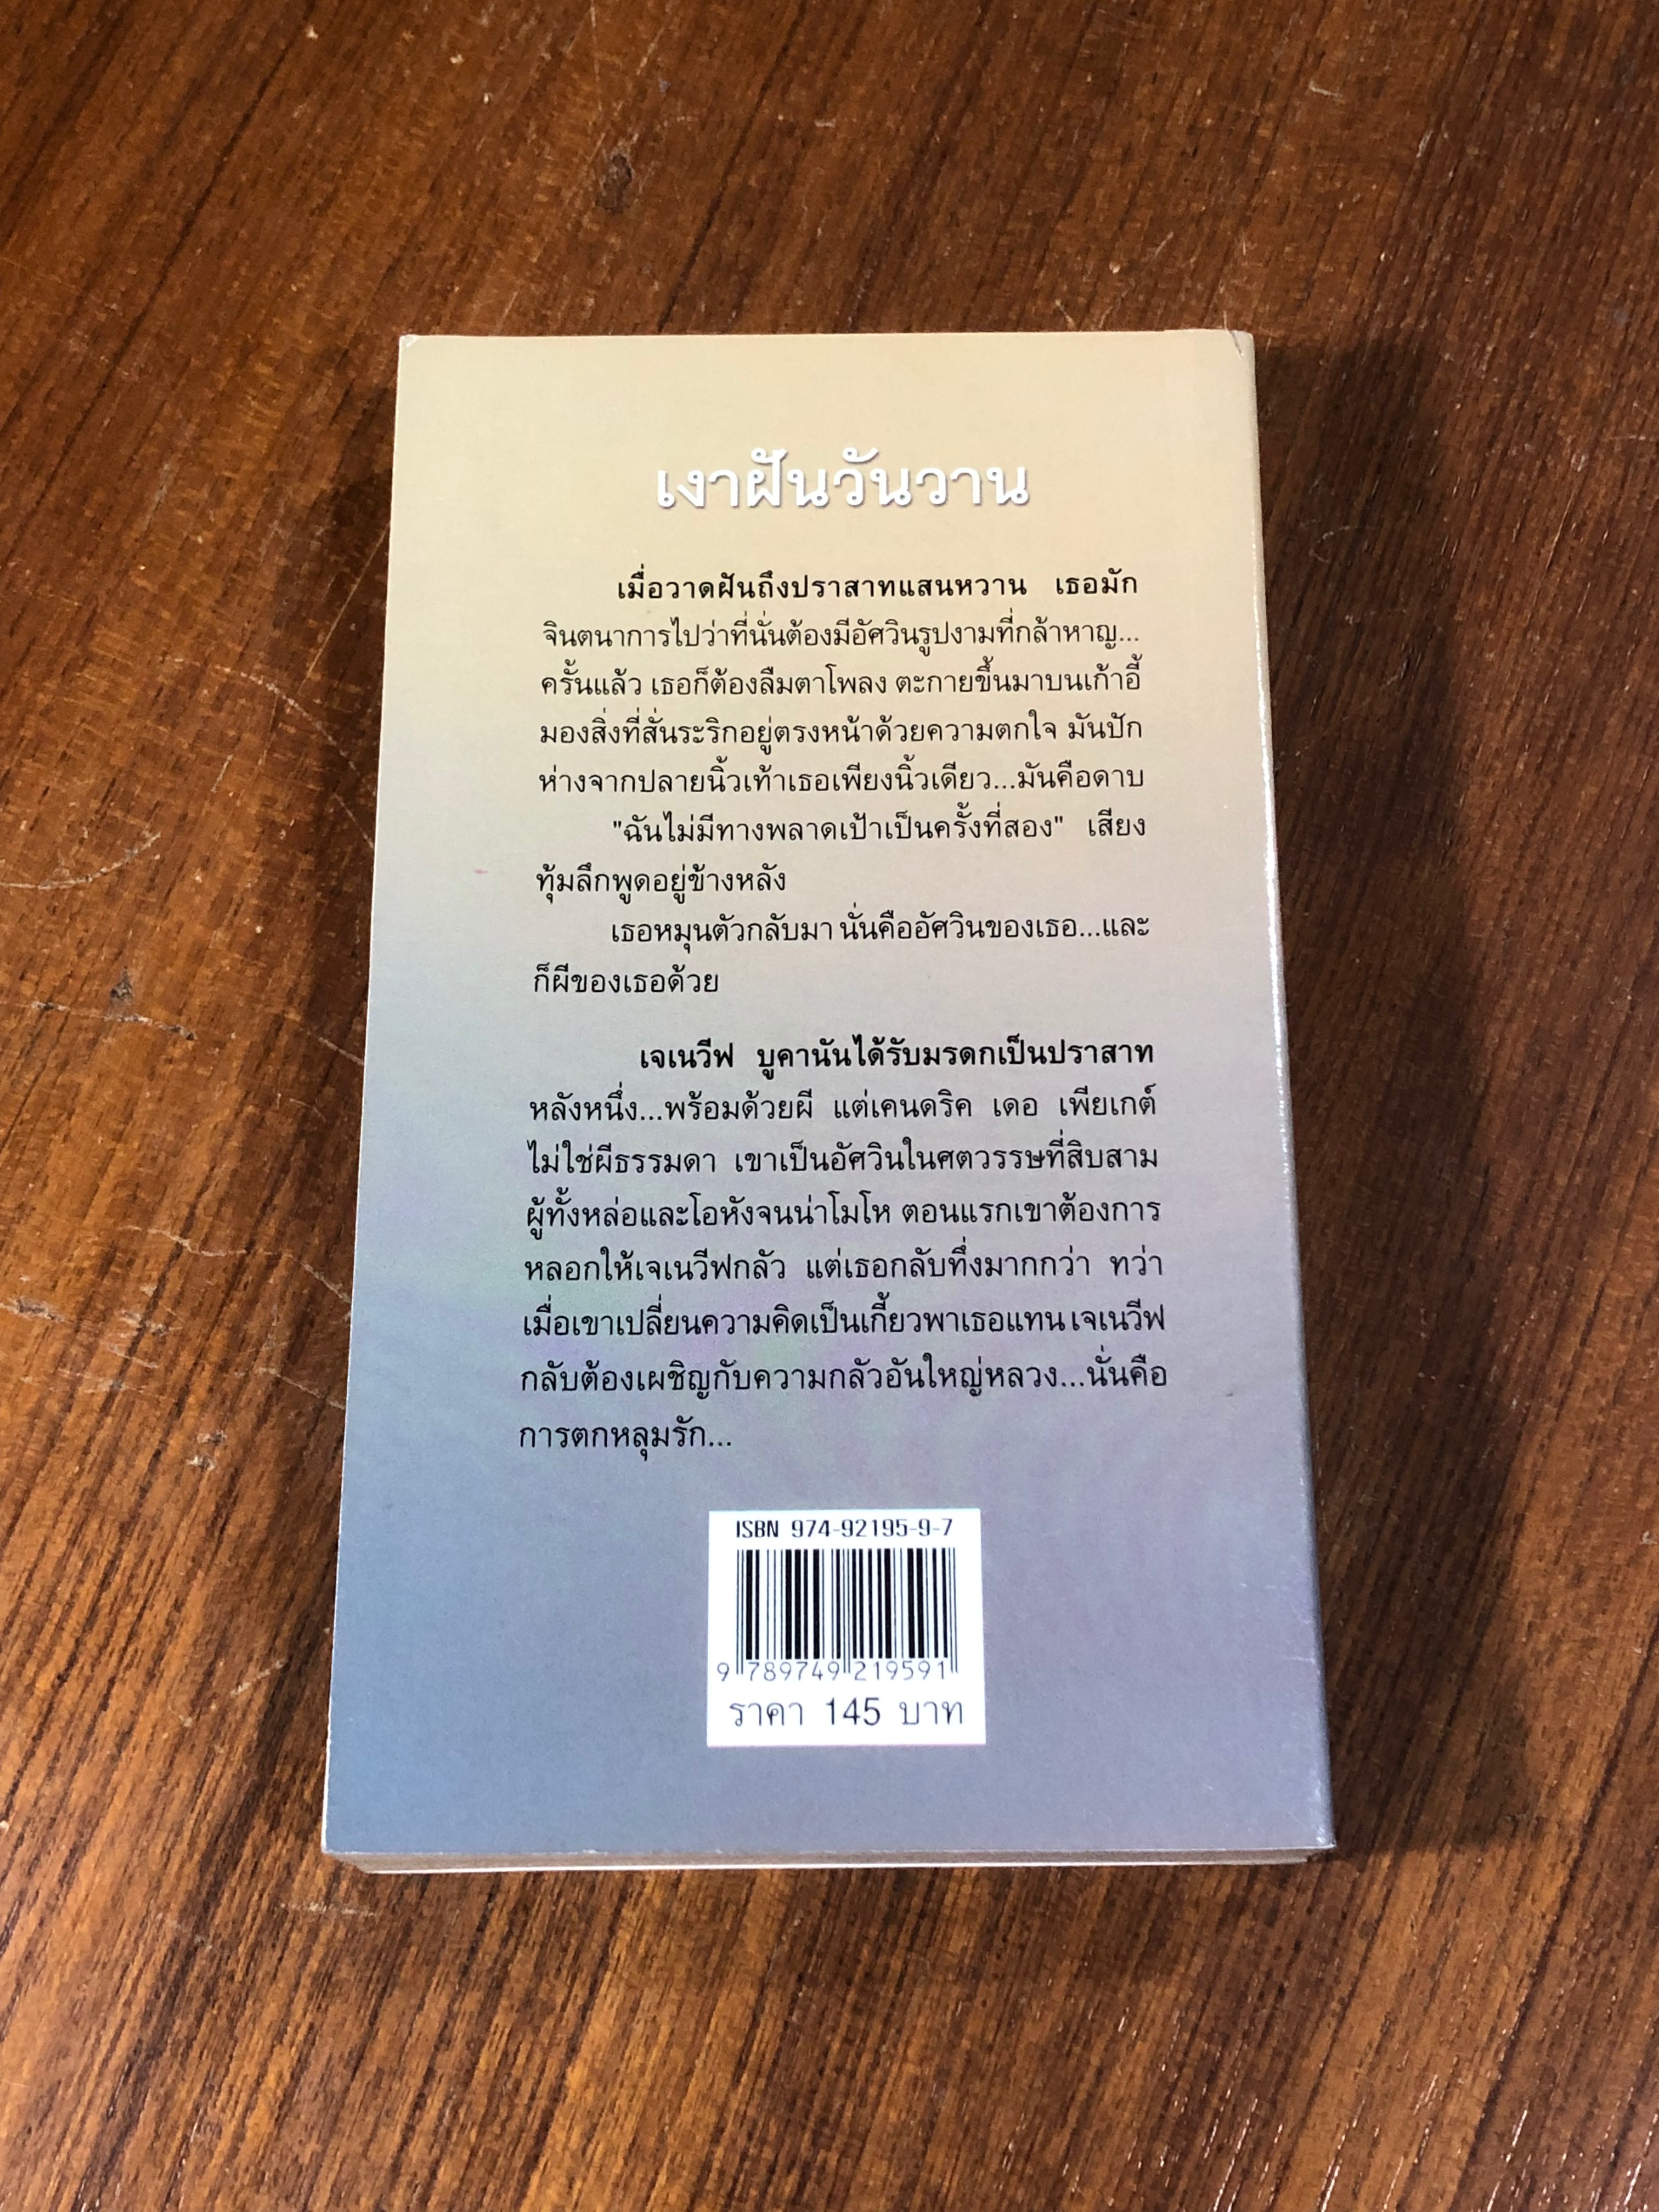 เงาฝันวันวาน
เมื่อวาดฝันถึงปราสาทแสนหวาน เธอมัก
จินตนาการไปว่าที่นั่นต้องมีอัศวินรูปงามที่กล้าหาญ...
ครั้นแล้ว เธอก็ต้องลืมตาโพลง ตะกายขึ้นมาบนเก้าอี้
มองสิ่งที่สั่นระริกอยู่ตรงหน้าด้วยความตกใจ มันปัก
ห่างจากปลายนิ้วเท้าเธอเพียงนิ้วเดียว...มันคือดาบ
"ฉันไม่มีทางพลาดเป้าเป็นครั้งที่สอง" เสียง
ทุ้มลึกพูดอยู่ข้างหลัง
เธอหมุนตัวกลับมา นั่นคืออัศวินของเธอ...และ
ก็ผีของเธอด้วย
เจเนวีฟ บูคานันได้รับมรดกเป็นปราสาท
หลังหนึ่ง...พร้อมด้วยผี แต่เคนดริค เดอ เพียเกต์
ไม่ใช่ผีธรรมดา เขาเป็นอัศวินในศตวรรษที่สิบสาม
ผู้ทั้งหล่อและโอหังจนน่าโมโห ตอนแรกเขาต้องการ
หลอกให้เจเนวีฟกลัว แต่เธอกลับทึ่งมากกว่า ทว่า
เมื่อเขาเปลี่ยนความคิดเป็นเกี้ยวพาเธอแทน เจเนวีฟ
กลับต้องเผชิญกับความกลัวอันใหญ่หลวง...นั่นคือ
การตกหลุมรัก...
ISBN 974-92195-9-7
9 789749 219591
ราคา 145 บาท